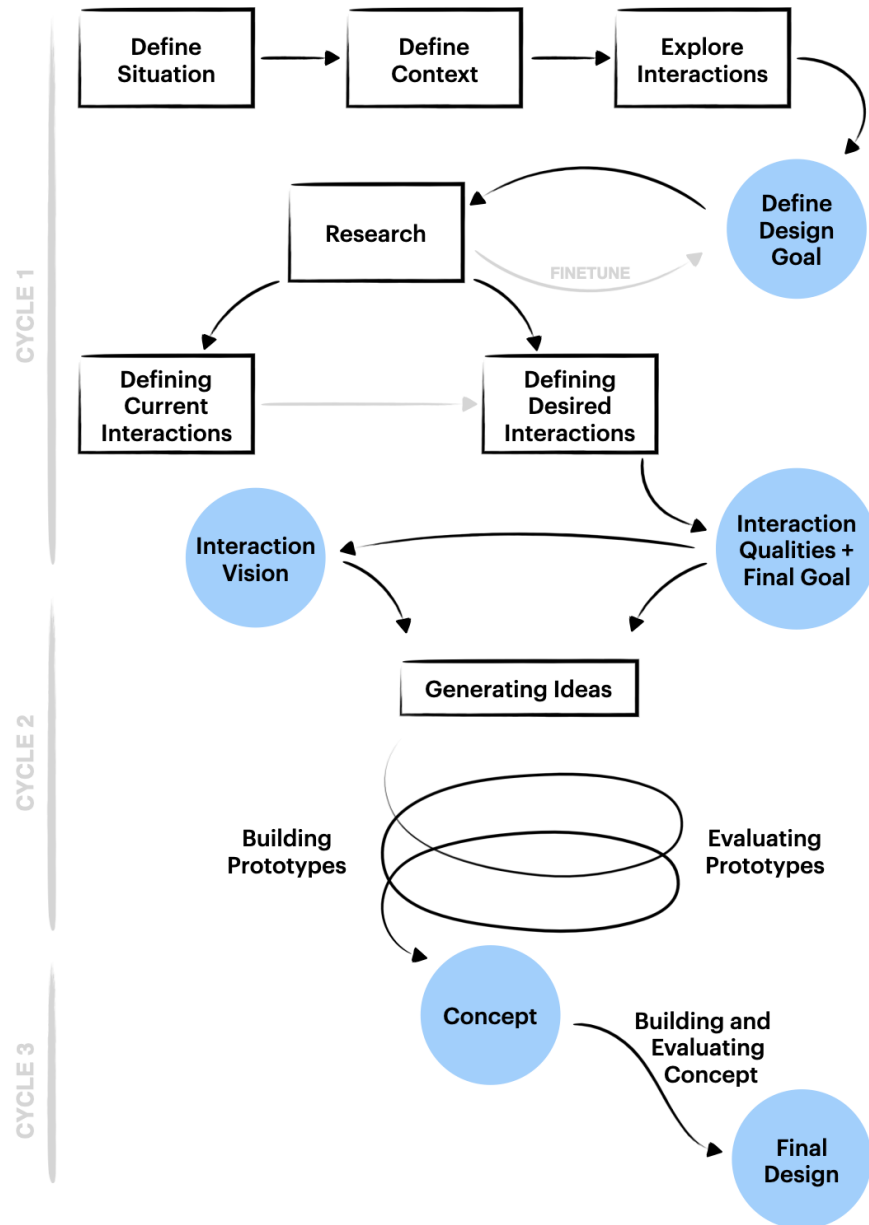 Define
Situation
Define
Context
Explore
Interactions
CYCLE 1
Define
Design
Goal
Research
FINETUNE
Defining
Current
Interactions
Defining
Desired
Interactions
Interaction
Vision
Interaction
Qualities +
Final Goal
CYCLE 2
Generating Ideas
Building
Prototypes
Evaluating
Prototypes
CYCLE 3
Concept
Building and
Evaluating
Concept
Final
Design